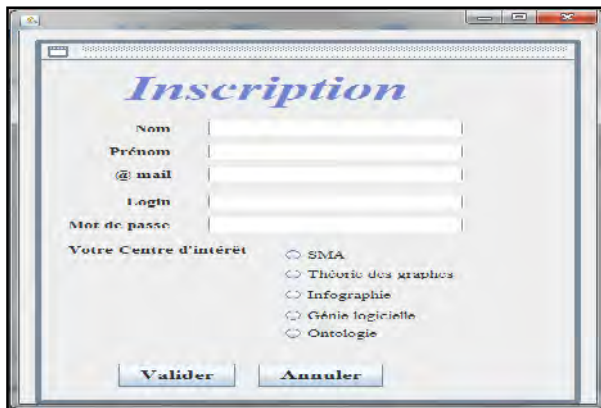 Inscription
Nom
Prénom
@ mail
Login
Mot de passe
Votre Centre d'intérêt
SMA
Théorie des graphes
Infographie
Génie logicielle
Ontologie
Valider Annuler